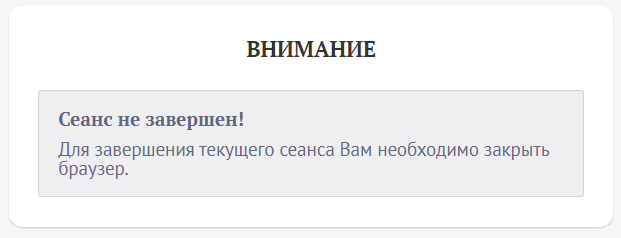 ВНИМАНИЕ
Сеанс не завершен!
Для завершения текущего сеанса Вам необходимо закрыть
браузер.